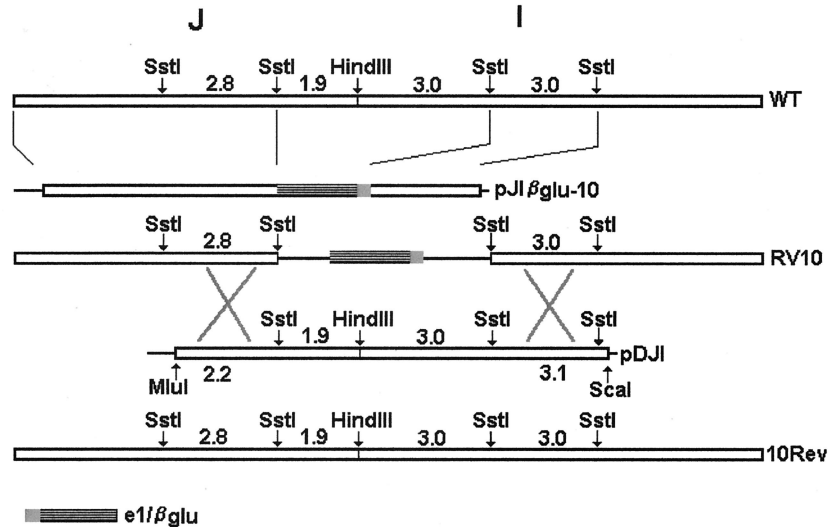 J I
SstI SstI HindIII SstI SstI
2.8 1.9 3.0 3.0
WT
pJIβglu-10
SstI SstI SstI SstI
2.8 3.0
RV10
SstI HindIII SstI SstI
1.9 3.0
pDJI
MluI 2.2 3.1 ScaI
SstI SstI HindIII SstI SstI
2.8 1.9 3.0 3.0
10Rev
e1/βglu